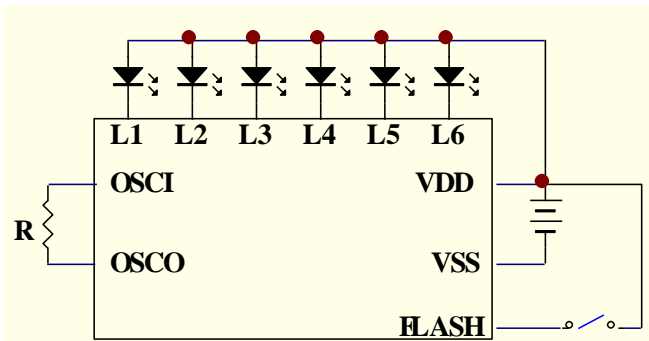 L1 L2 L3 L4 L5 L6
OSCI VDD
R
OSCO VSS
FLASH